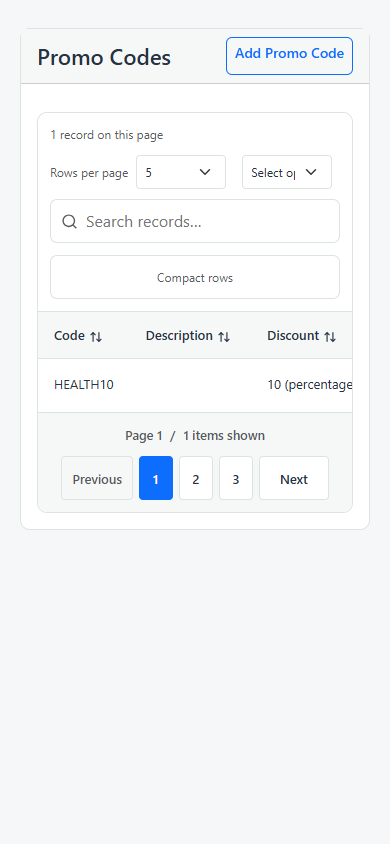 Promo Codes
Add Promo Code
1 record on this page
Rows per page 5 Select op
Search records...
Compact rows
Code Description Discount
HEALTH10 10 (percentage
Page 1 / 1 items shown
Previous 1 2 3 Next